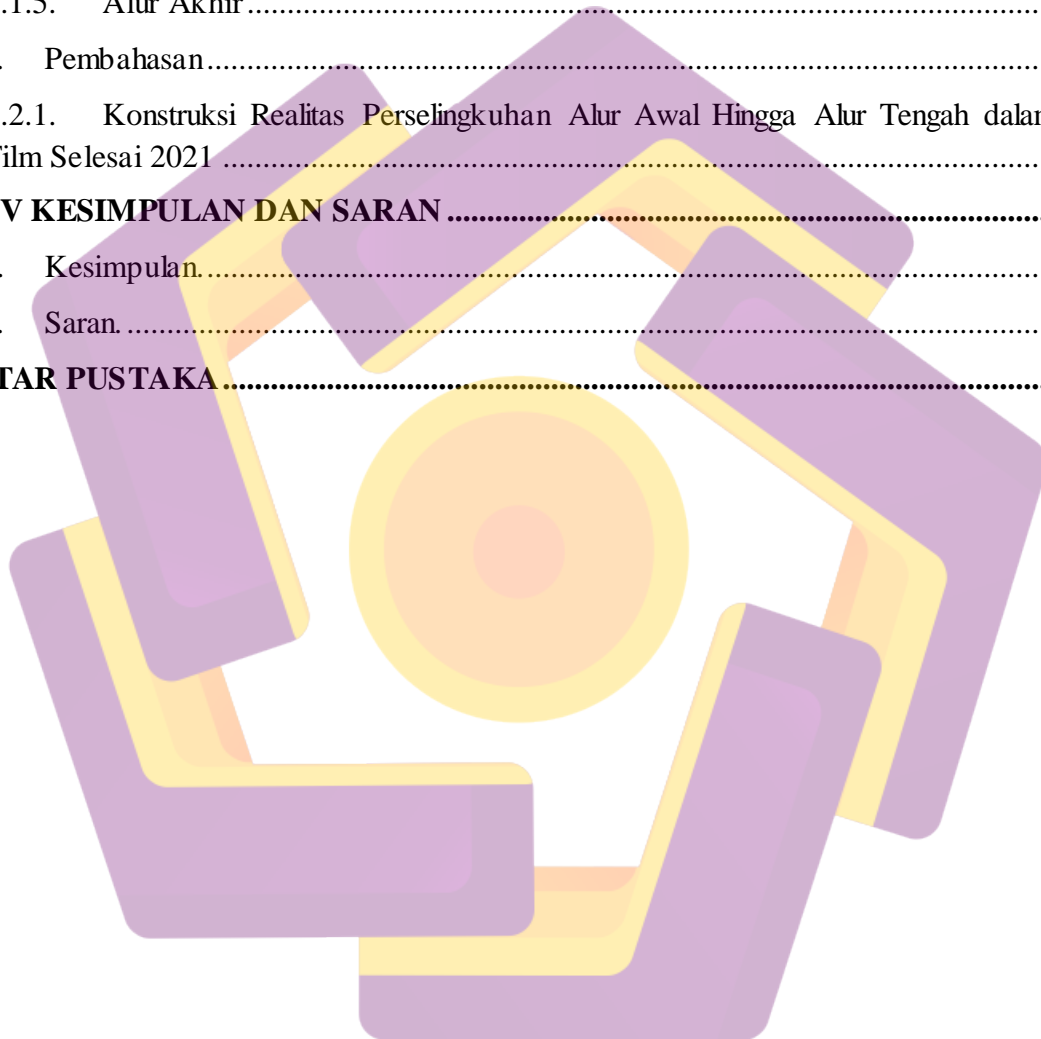 .1.3. Alur Akhir
. Pembahasan
.2.1. Konstruksi Realitas Perselingkuhan Alur Awal Hingga Alur Tengah dalam
Film Selesai 2021
V KESIMPULAN DAN SARAN
. Kesimpulan
. Saran
TAR PUSTAKA